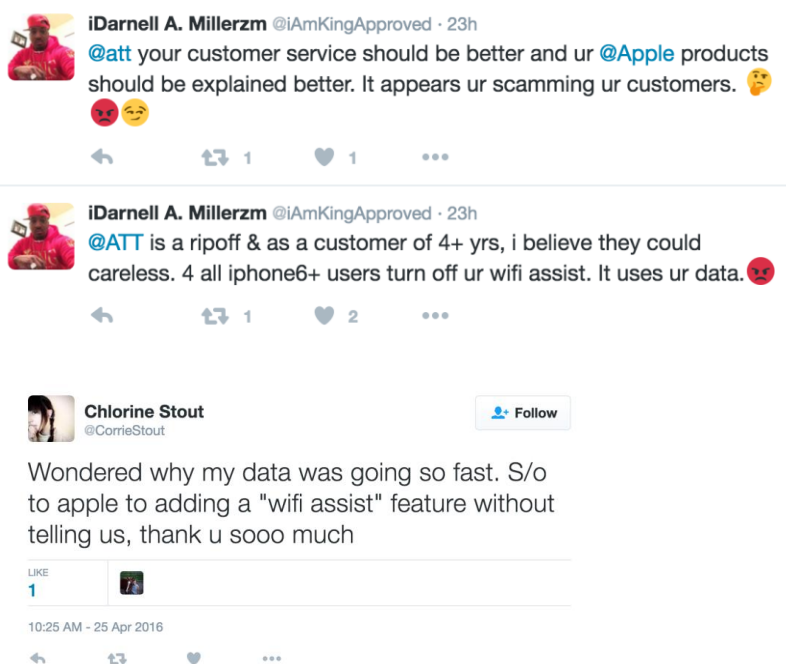 iDarnell A. Millerzm @iAmKingApproved · 23h
@att your customer service should be better and ur @Apple products
should be explained better. It appears ur scamming ur customers. 🤔
😡😏
1 1
iDarnell A. Millerzm @iAmKingApproved · 23h
@ATT is a ripoff & as a customer of 4+ yrs, i believe they could
careless. 4 all iphone6+ users turn off ur wifi assist. It uses ur data.😡
1 2
Chlorine Stout
Follow
@CorrieStout
Wondered why my data was going so fast. S/o
to apple to adding a "wifi assist" feature without
telling us, thank u sooo much
LIKE
1
10:25 AM - 25 Apr 2016